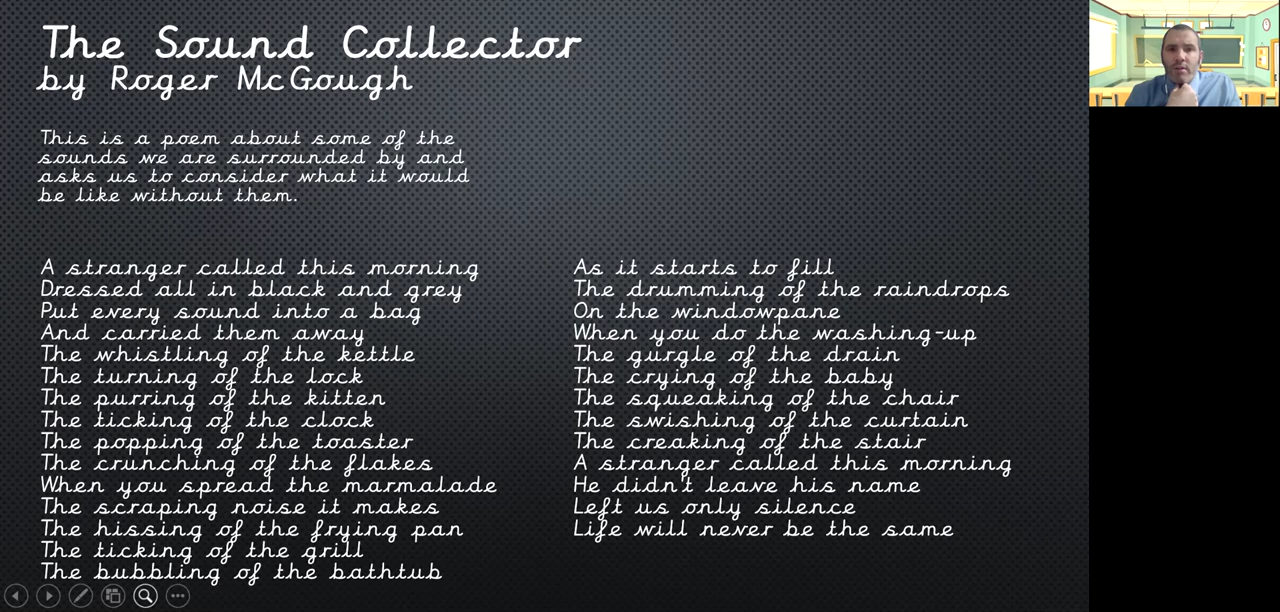 The Sound Collector
by Roger McGough
This is a poem about some of the
sounds we are surrounded by and
asks us to consider what it would
be like without them.
A stranger called this morning
Dressed all in black and grey
Put every sound into a bag
And carried them away
The whistling of the kettle
The turning of the lock
The purring of the kitten
The ticking of the clock
The popping of the toaster
The crunching of the flakes
When you spread the marmalade
The scraping noise it makes
The hissing of the frying pan
The ticking of the grill
The bubbling of the bathtub
As it starts to fill
The drumming of the raindrops
On the windowpane
When you do the washing-up
The gurgle of the drain
The crying of the baby
The squeaking of the chair
The swishing of the curtain
The creaking of the stair
A stranger called this morning
He didn't leave his name
Left us only silence
Life will never be the same